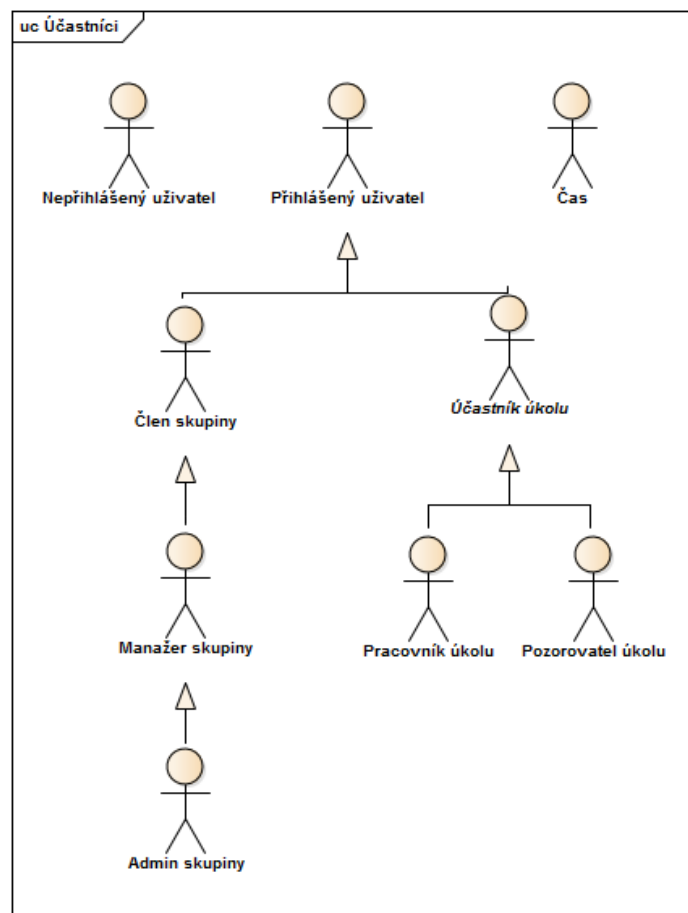 uc Účastníci
Nepřihlášený uživatel
Přihlášený uživatel
Čas
Člen skupiny
Účastník úkolu
Manažer skupiny
Pracovník úkolu
Pozorovatel úkolu
Admin skupiny